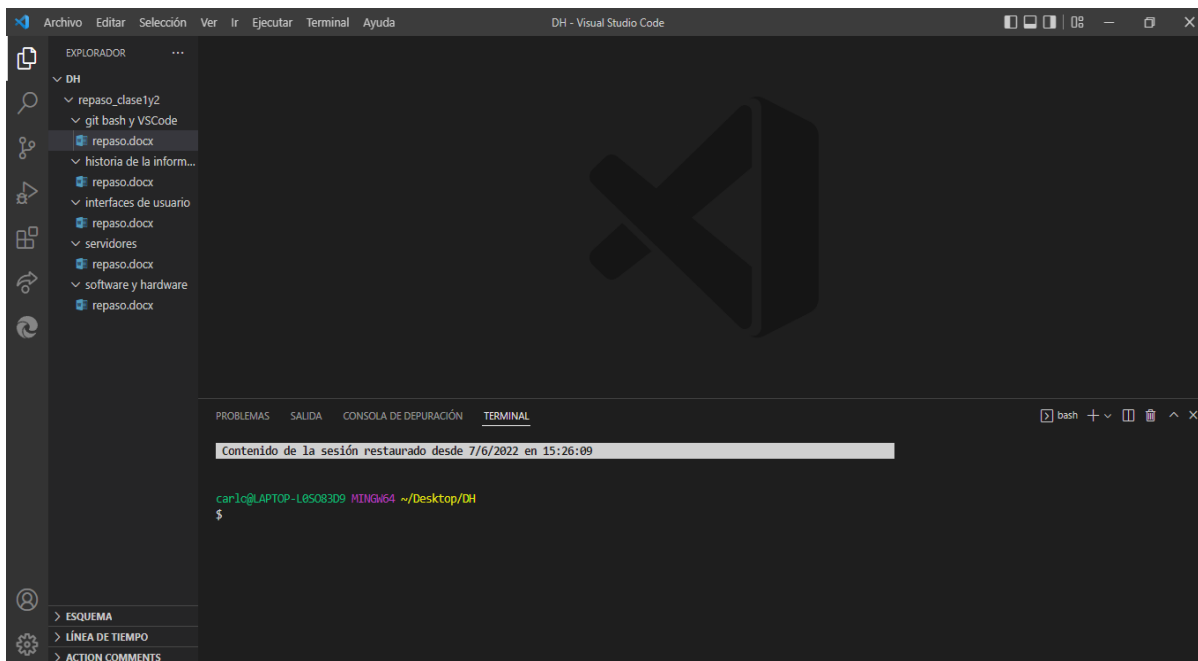 Archivo Editar Selección Ver Ir Ejecutar Terminal Ayuda
DH - Visual Studio Code
EXPLORADOR
DH
repaso_clase1y2
git bash y VSCode
repaso.docx
historia de la inform...
repaso.docx
interfaces de usuario
repaso.docx
servidores
repaso.docx
software y hardware
repaso.docx
ESQUEMA
LÍNEA DE TIEMPO
ACTION COMMENTS
PROBLEMAS SALIDA CONSOLA DE DEPURACIÓN TERMINAL
bash
Contenido de la sesión restaurado desde 7/6/2022 en 15:26:09
carlc@LAPTOP-L0SO83D9 MINGW64 ~/Desktop/DH
$